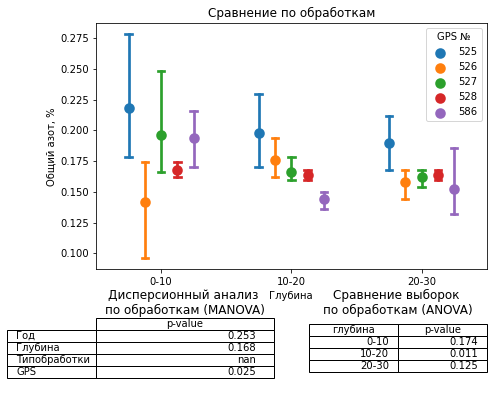 Сравнение по обработкам
Общий азот, %
0.275
0.250
0.225
0.200
0.175
0.150
0.125
0.100
GPS №
525
526
527
528
586
0-10
10-20
20-30
Глубина
Дисперсионный анализ
по обработкам (MANOVA)
p-value
Год 0.253
Глубина 0.168
Типобработки nan
GPS 0.025
Сравнение выборок
по обработкам (ANOVA)
глубина p-value
0-10 0.174
10-20 0.011
20-30 0.125